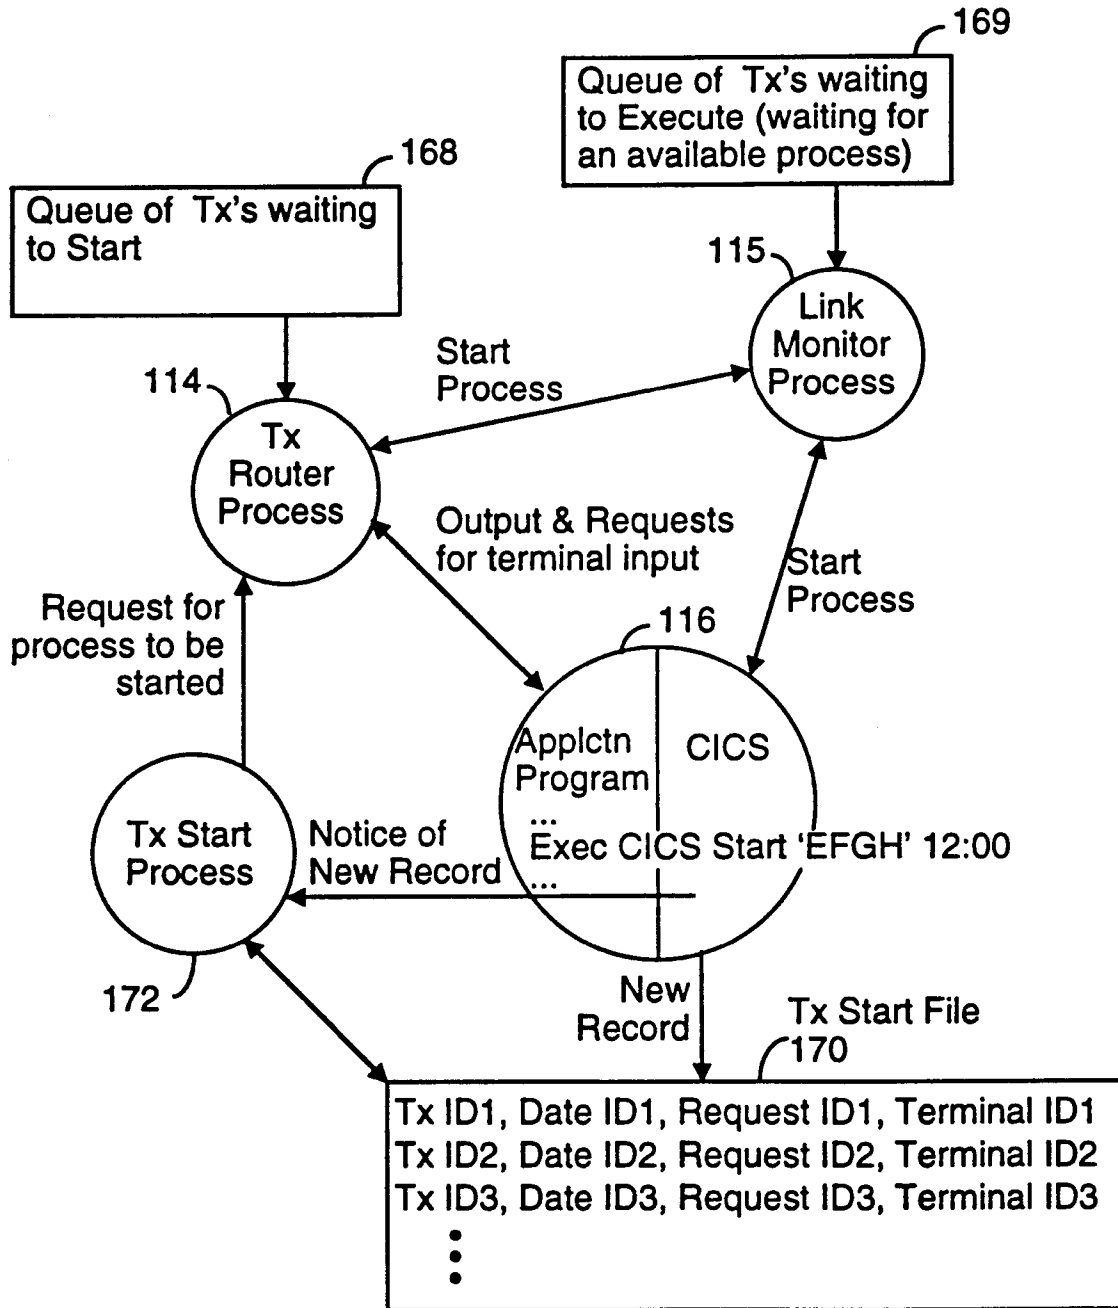 169
Queue of Tx's waiting
to Execute (waiting for
an available process)
168
Queue of Tx's waiting
to Start
115
Link
Monitor
Process
Start
Process
114
Tx
Router
Process
Output & Requests
for terminal input
Start
Process
Request for
process to be
started
116
Applctn
Program
...
CICS
Exec CICS Start ‘EFGH’ 12:00
...
Tx Start
Process
Notice of
New Record
172
New
Record
Tx Start File
170
Tx ID1, Date ID1, Request ID1, Terminal ID1
Tx ID2, Date ID2, Request ID2, Terminal ID2
Tx ID3, Date ID3, Request ID3, Terminal ID3